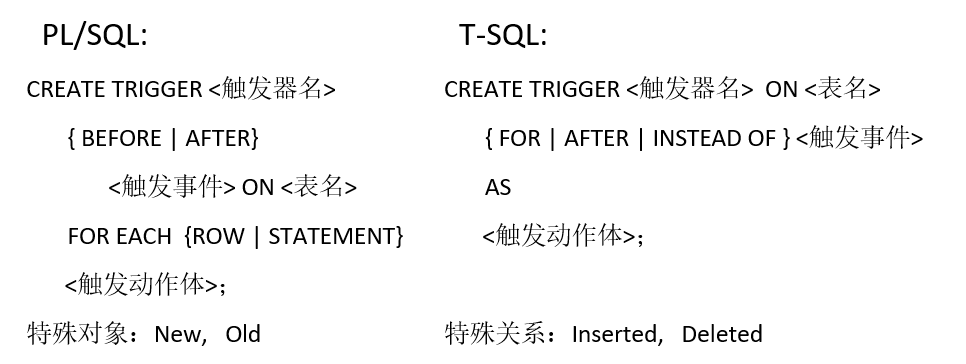 PL/SQL:
CREATE TRIGGER <触发器名>
{ BEFORE | AFTER}
<触发事件> ON <表名>
FOR EACH {ROW | STATEMENT}
<触发动作体>；
特殊对象：New， Old
T-SQL:
CREATE TRIGGER <触发器名> ON <表名>
{ FOR | AFTER | INSTEAD OF } <触发事件>
AS
<触发动作体>；
特殊关系：Inserted， Deleted